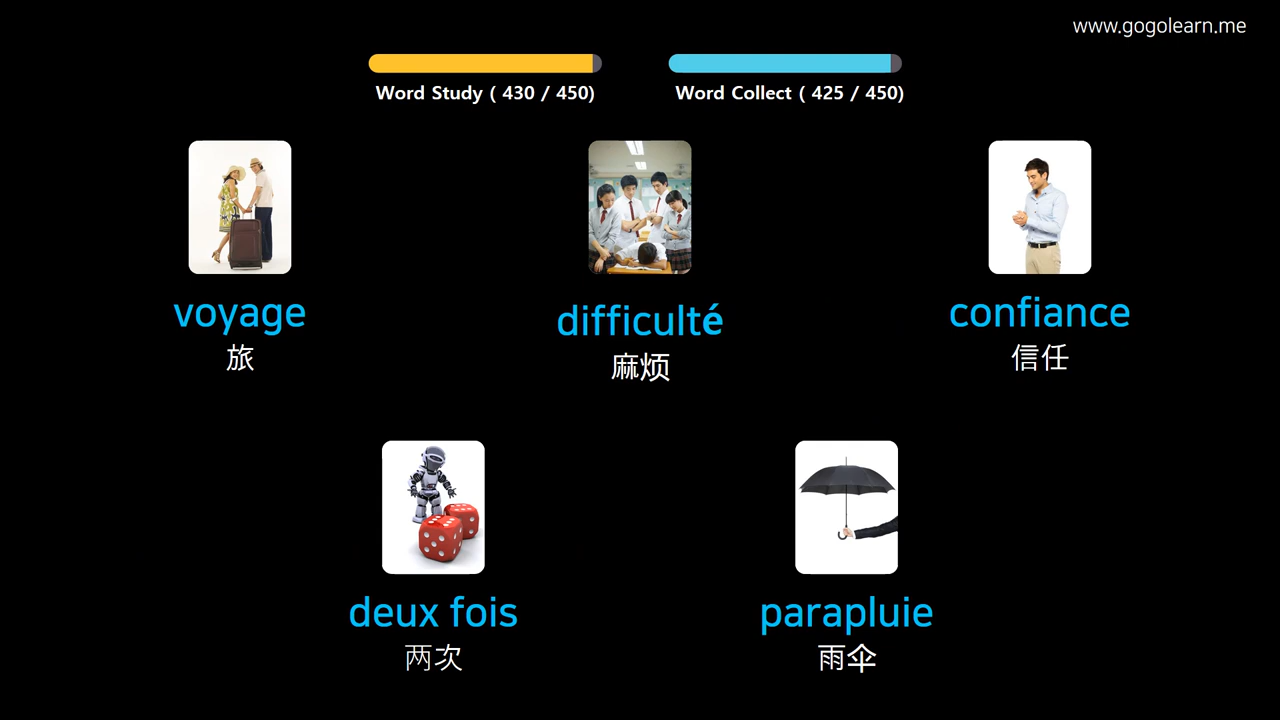 www.gogolearn.me
Word Study ( 430 / 450)
Word Collect ( 425 / 450)
voyage
旅
difficulté
麻烦
confiance
信任
deux fois
两次
parapluie
雨伞